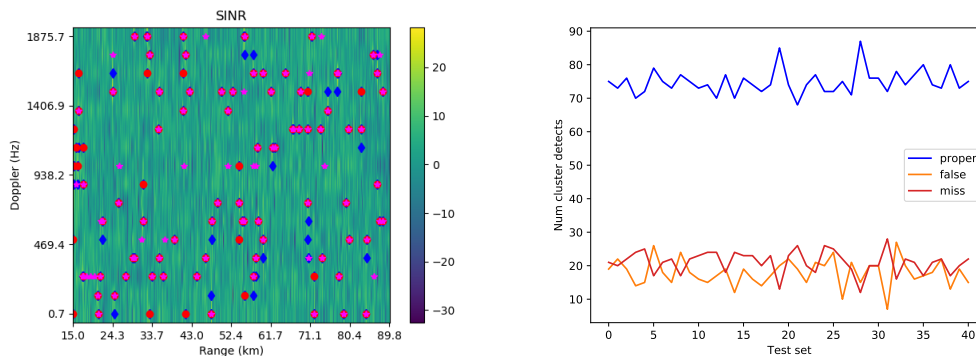 SINR
Doppler (Hz)
1875.7
1406.9
938.2
469.4
0.7
15.0 24.3 33.7 43.0 52.4 61.7 71.1 80.4 89.8
Range (km)
20
10
0
−10
−20
−30
Num cluster detects
90
80
70
60
50
40
30
20
10
0 5 10 15 20 25 30 35 40
Test set
proper
false
miss